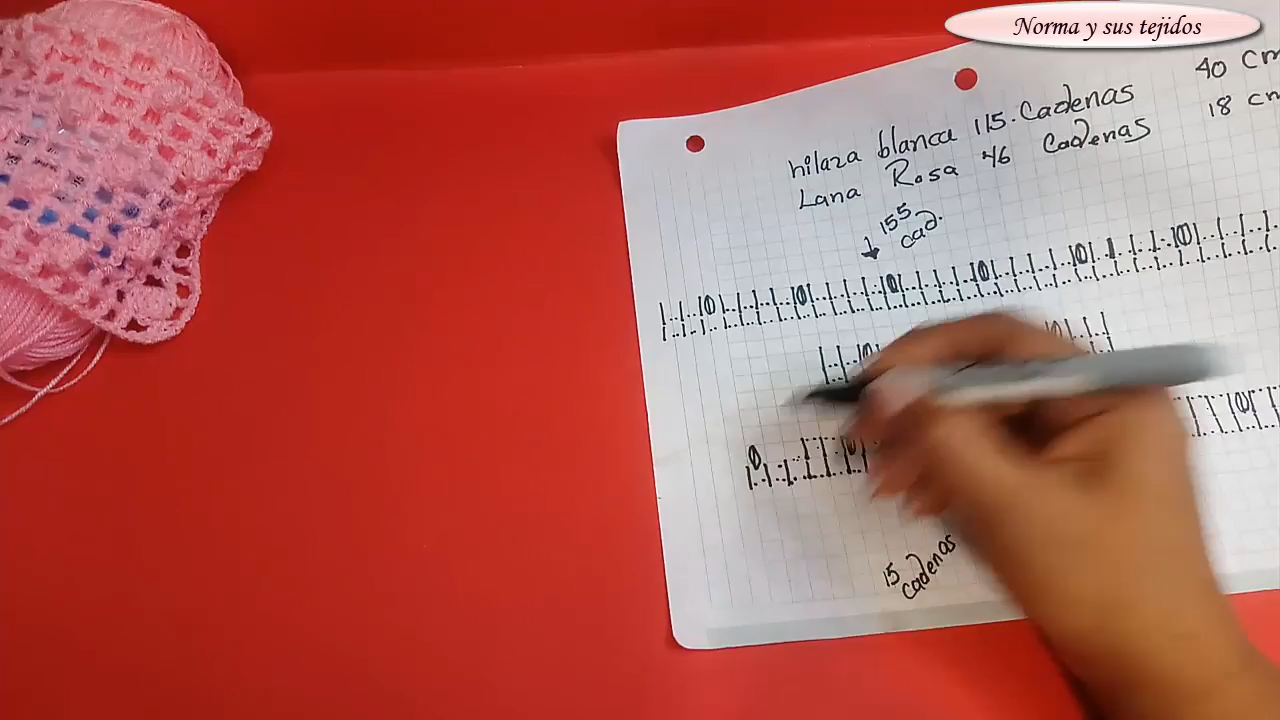 Norma y sus tejidos
hilaza blanca 115. Cadenas 40 cm
Lana Rosa 46 Cadenas 18 cm
155
cad.
15
cadenas